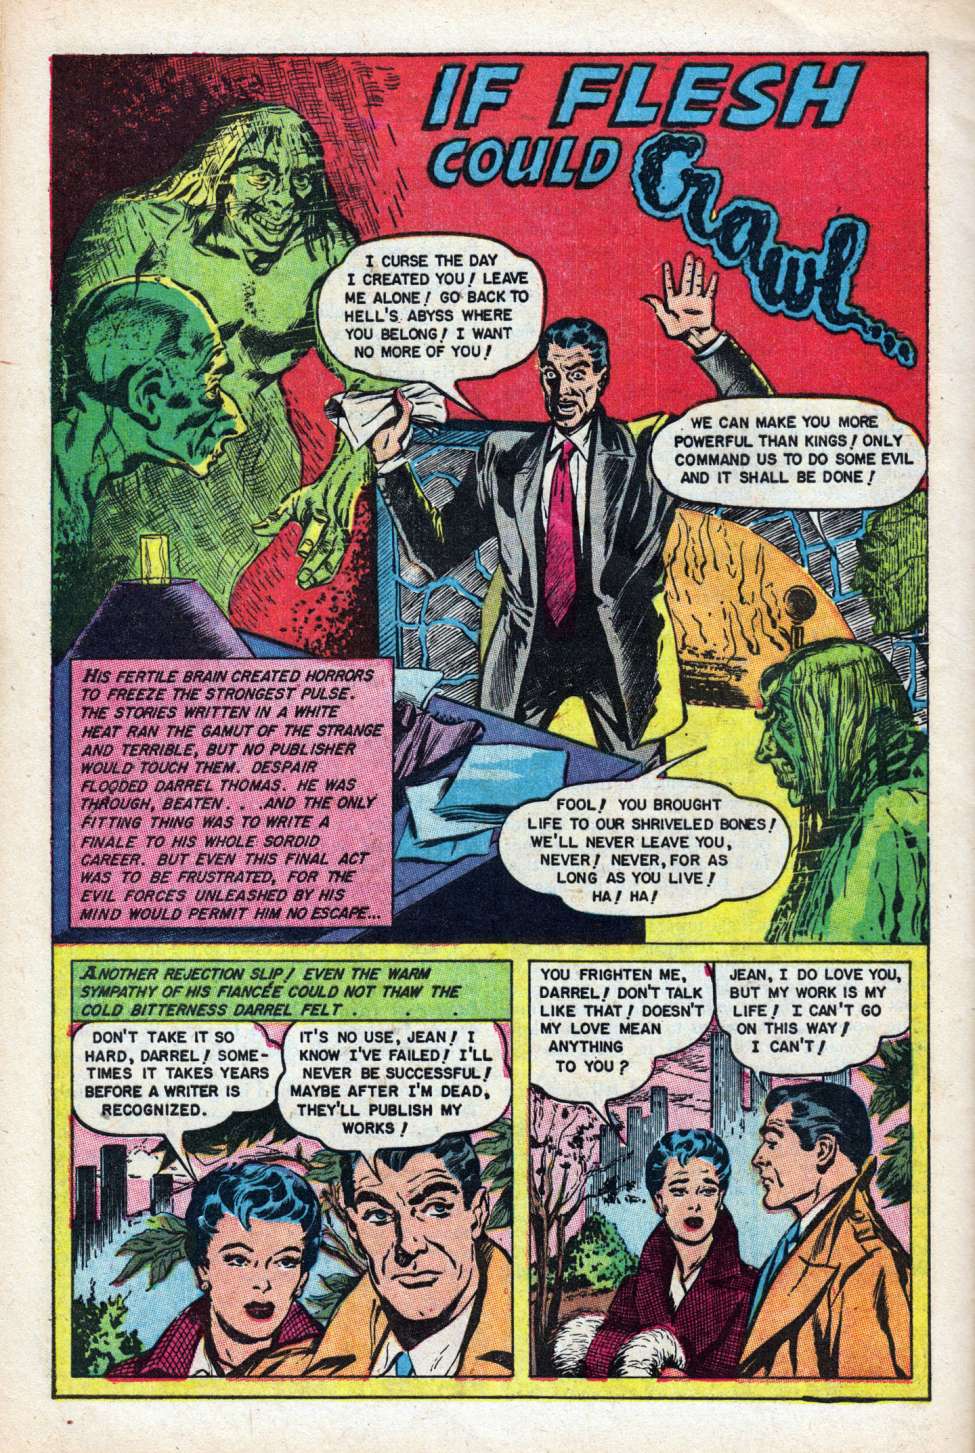 IF FLESH
COULD Crawl....
I CURSE THE DAY
I CREATED YOU! LEAVE
ME ALONE! GO BACK TO
HELL'S ABYSS WHERE
YOU BELONG! I WANT
NO MORE OF YOU!
WE CAN MAKE YOU MORE
POWERFUL THAN KINGS! ONLY
COMMAND US TO DO SOME EVIL
AND IT SHALL BE DONE!
HIS FERTILE BRAIN CREATED HORRORS
TO FREEZE THE STRONGEST PULSE.
THE STORIES WRITTEN IN A WHITE
HEAT RAN THE GAMUT OF THE STRANGE
AND TERRIBLE, BUT NO PUBLISHER
WOULD TOUCH THEM. DESPAIR
FLOODED DARREL THOMAS. HE WAS
THROUGH, BEATEN. . .AND THE ONLY
FITTING THING WAS TO WRITE A
FINALE TO HIS WHOLE SORDID
CAREER. BUT EVEN THIS FINAL ACT
WAS TO BE FRUSTRATED, FOR THE
EVIL FORCES UNLEASHED BY HIS
MIND WOULD PERMIT HIM NO ESCAPE...
FOOL! YOU BROUGHT
LIFE TO OUR SHRIVELED BONES!
WE'LL NEVER LEAVE YOU,
NEVER! NEVER, FOR AS
LONG AS YOU LIVE!
HA! HA!
ANOTHER REJECTION SLIP! EVEN THE WARM
SYMPATHY OF HIS FIANCÉE COULD NOT THAW THE
COLD BITTERNESS DARREL FELT . . .
DON'T TAKE IT SO
HARD, DARREL! SOME-
TIMES IT TAKES YEARS
BEFORE A WRITER IS
RECOGNIZED.
IT'S NO USE, JEAN! I
KNOW I'VE FAILED! I'LL
NEVER BE SUCCESSFUL!
MAYBE AFTER I'M DEAD,
THEY'LL PUBLISH MY
WORKS!
YOU FRIGHTEN ME,
DARREL! DON'T TALK
LIKE THAT! DOESN'T
MY LOVE MEAN
ANYTHING
TO YOU?
JEAN, I DO LOVE YOU,
BUT MY WORK IS MY
LIFE! I CAN'T GO
ON THIS WAY!
I CAN'T!